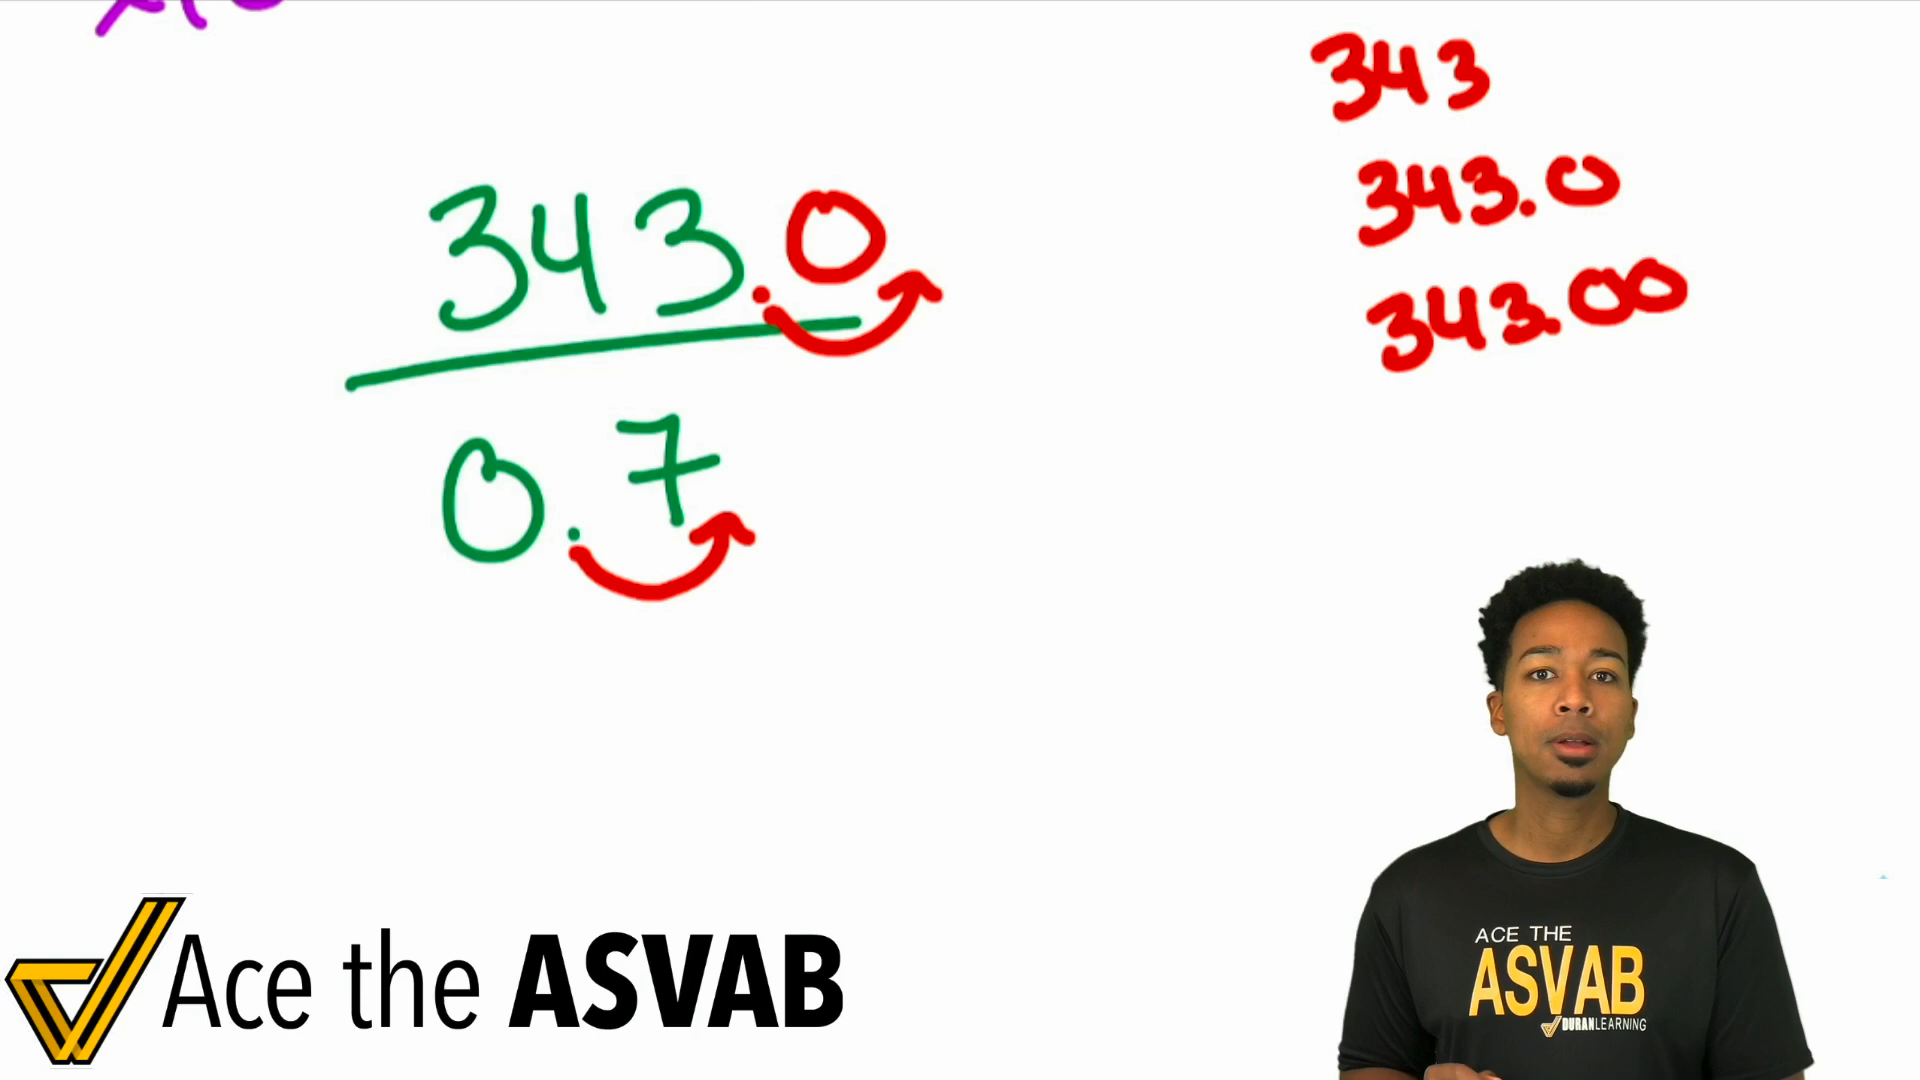 343
343.0
343.00
343.0
0.7
Ace the ASVAB
ACE THE
ASVAB
DURANLEARNING